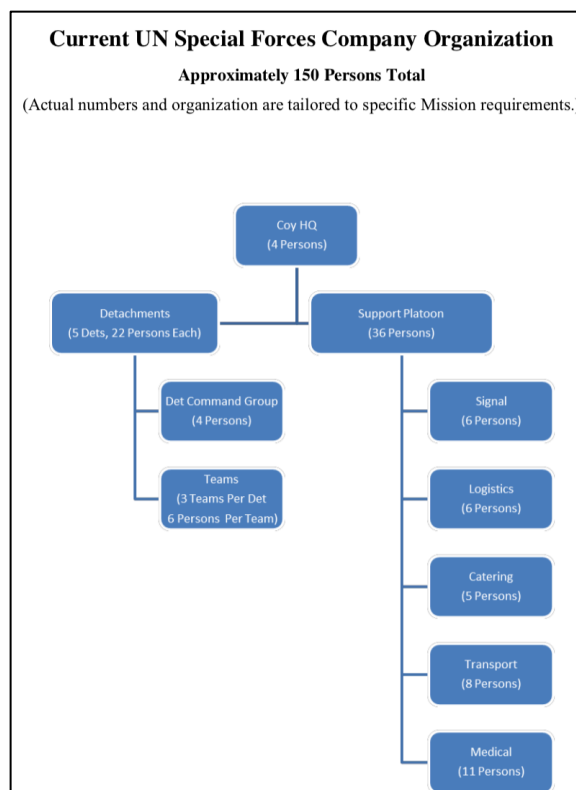 Current UN Special Forces Company Organization
Approximately 150 Persons Total
(Actual numbers and organization are tailored to specific Mission requirements.)
Coy HQ
(4 Persons)
Detachments
(5 Dets, 22 Persons Each)
Support Platoon
(36 Persons)
Det Command Group
(4 Persons)
Signal
(6 Persons)
Teams
(3 Teams Per Det
6 Persons Per Team)
Logistics
(6 Persons)
Catering
(5 Persons)
Transport
(8 Persons)
Medical
(11 Persons)